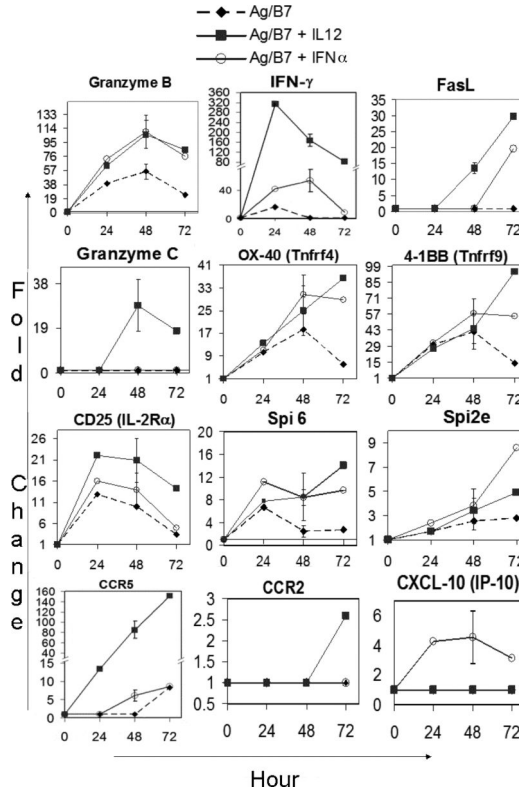 Ag/B7
Ag/B7 + IL12
Ag/B7 + IFNα
Granzyme B
133
114
95
76
57
38
19
0
0 24 48 72
IFN-γ
360
320
280
240
200
160
120
80
40
0
0 24 48 72
FasL
35
30
25
20
15
10
5
0
0 24 48 72
Granzyme C
38
19
0
0 24 48 72
OX-40 (Tnfrf4)
41
33
25
17
9
1
0 24 48 72
4-1BB (Tnfrf9)
99
85
71
57
43
29
15
1
0 24 48 72
CD25 (IL-2Rα)
26
21
16
11
6
1
0 24 48 72
Spi 6
20
16
12
8
4
0
0 24 48 72
Spi2e
9
7
5
3
1
0 24 48 72
CCR5
160
140
120
100
80
60
40
15
10
5
0
0 24 48 72
CCR2
3
2.5
2
1.5
1
0.5
0 24 48 72
CXCL-10 (IP-10)
6
4
2
0
0 24 48 72
Fold
Change
Hour